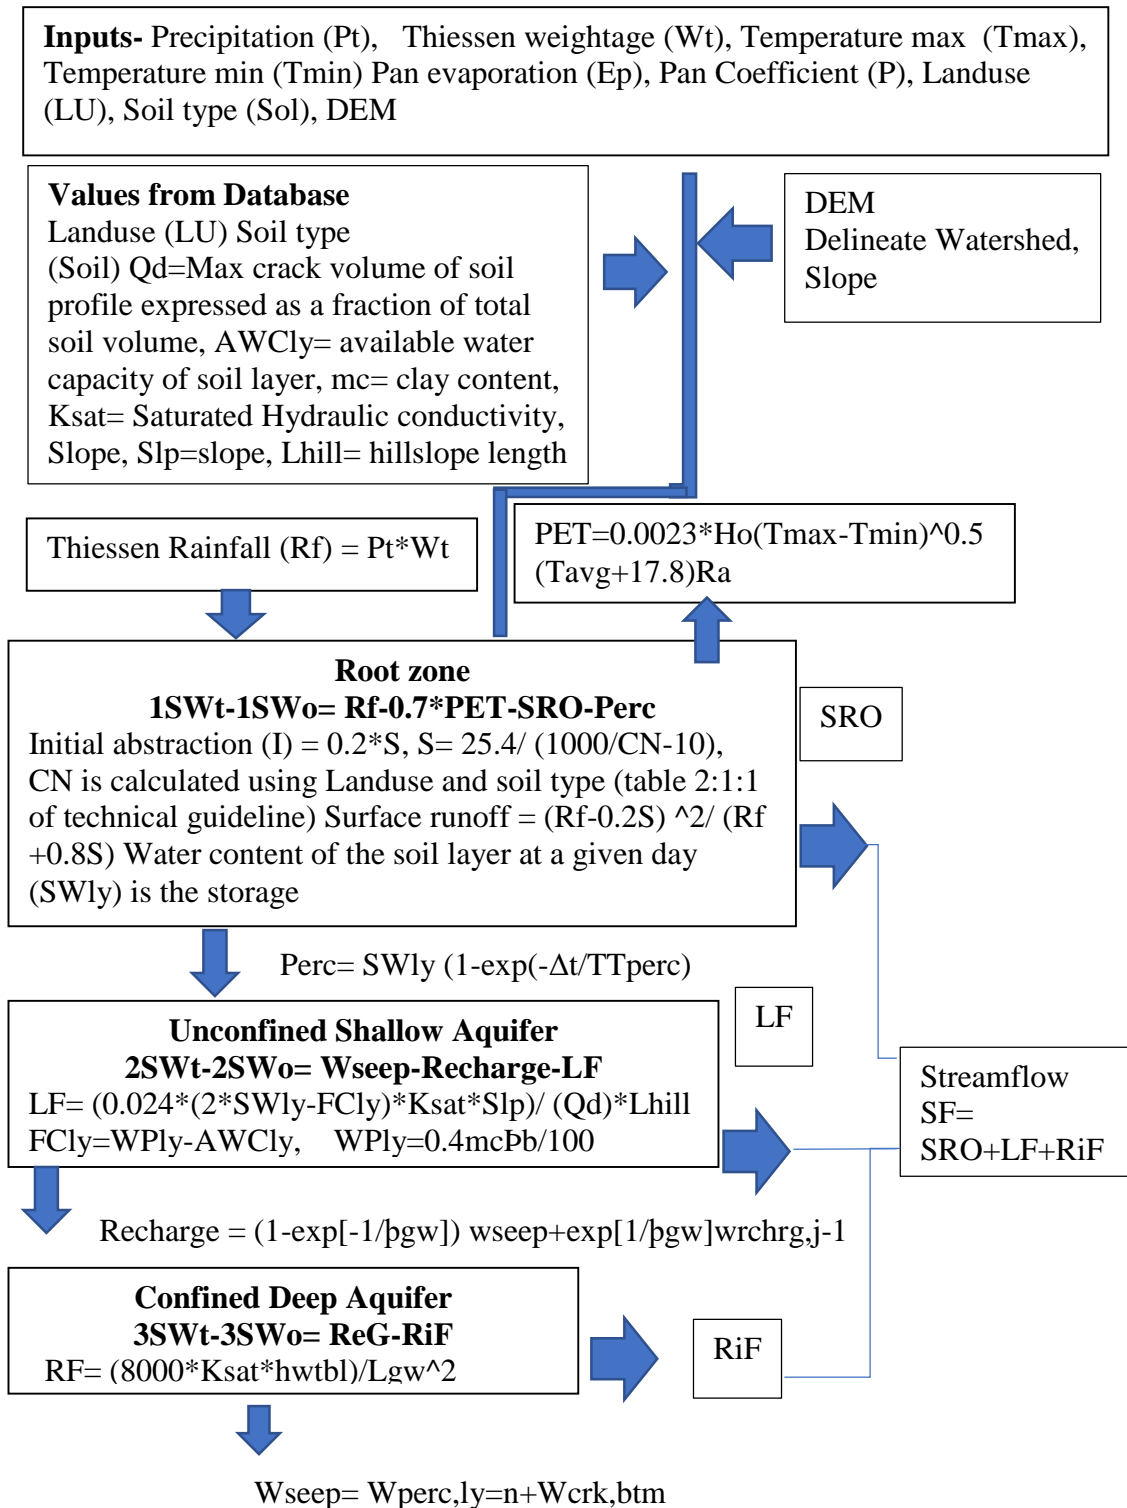 Inputs- Precipitation (Pt), Thiessen weightage (Wt), Temperature max (Tmax),
Temperature min (Tmin) Pan evaporation (Ep), Pan Coefficient (P), Landuse
(LU), Soil type (Sol), DEM
Values from Database
Landuse (LU) Soil type
(Soil) Qd=Max crack volume of soil
profile expressed as a fraction of total
soil volume, AWCly= available water
capacity of soil layer, mc= clay content,
Ksat= Saturated Hydraulic conductivity,
Slope, Slp=slope, Lhill= hillslope length
DEM
Delineate Watershed,
Slope
Thiessen Rainfall (Rf) = Pt*Wt
PET=0.0023*Ho(Tmax-Tmin)^0.5
(Tavg+17.8)Ra
Root zone
1SWt-1SWo= Rf-0.7*PET-SRO-Perc
Initial abstraction (I) = 0.2*S, S= 25.4/ (1000/CN-10),
CN is calculated using Landuse and soil type (table 2:1:1
of technical guideline) Surface runoff = (Rf-0.2S) ^2/ (Rf
+0.8S) Water content of the soil layer at a given day
(SWly) is the storage
SRO
Perc= SWly (1-exp(-Δt/TTperc)
Unconfined Shallow Aquifer
2SWt-2SWo= Wseep-Recharge-LF
LF= (0.024*(2*SWly-FCly)*Ksat*Slp)/ (Qd)*Lhill
FCly=WPly-AWCly, WPly=0.4mcÞb/100
LF
Streamflow
SF=
SRO+LF+RiF
Recharge = (1-exp[-1/þgw]) wseep+exp[1/þgw]wrchrg,j-1
Confined Deep Aquifer
3SWt-3SWo= ReG-RiF
RF= (8000*Ksat*hwtbl)/Lgw^2
RiF
Wseep= Wperc,ly=n+Wcrk,btm